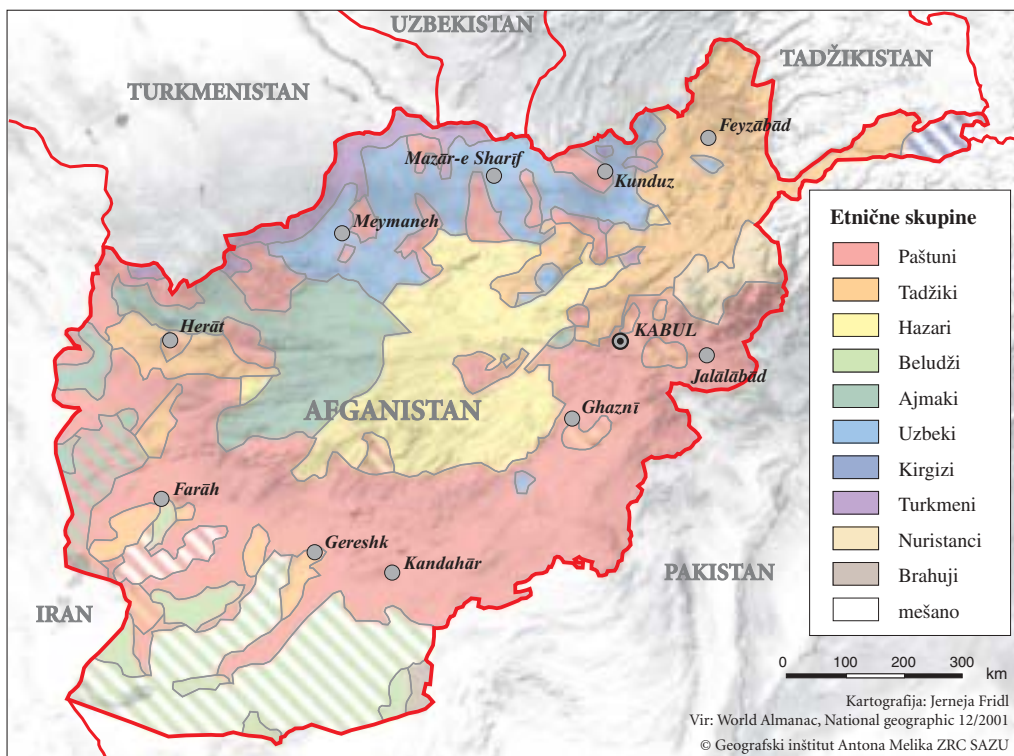 UZBEKISTAN
TADŽIKISTAN
TURKMENISTAN
Feyzābād
Mazār-e Sharīf
Kunduz
Meymaneh
Herāt
KABUL
Jalālābād
AFGANISTAN
Ghaznī
Farāh
Gereshk
Kandahār
PAKISTAN
IRAN
Etnične skupine
Paštuni
Tadžiki
Hazari
Beludži
Ajmaki
Uzbeki
Kirgizi
Turkmeni
Nuristanci
Brahuji
mešano
0 100 200 300 km
Kartografija: Jerneja Fridl
Vir: World Almanac, National geographic 12/2001
© Geografski inštitut Antona Melika ZRC SAZU